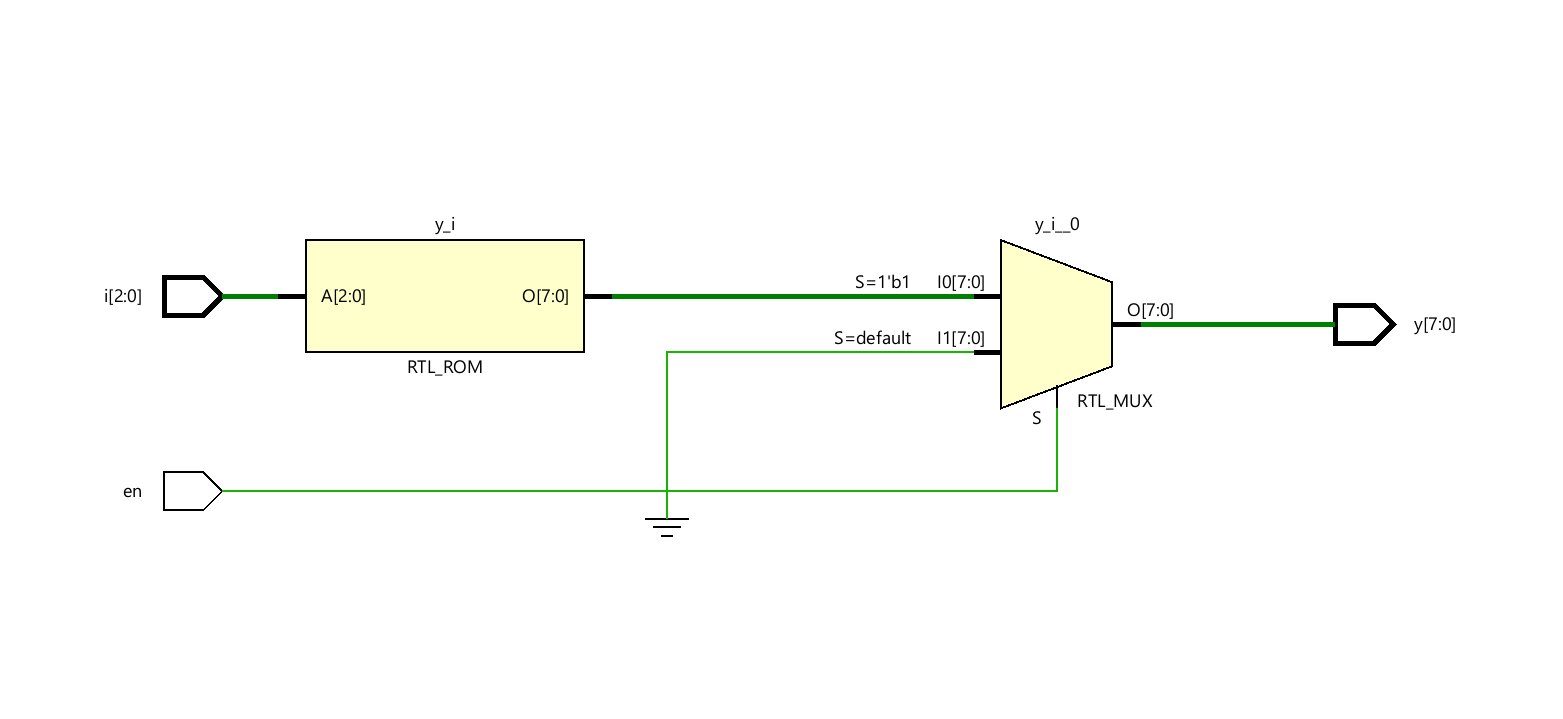 y_i
y_i__0
i[2:0]
A[2:0]
O[7:0]
S=1'b1
I0[7:0]
O[7:0]
y[7:0]
S=default
I1[7:0]
RTL_ROM
RTL_MUX
S
en